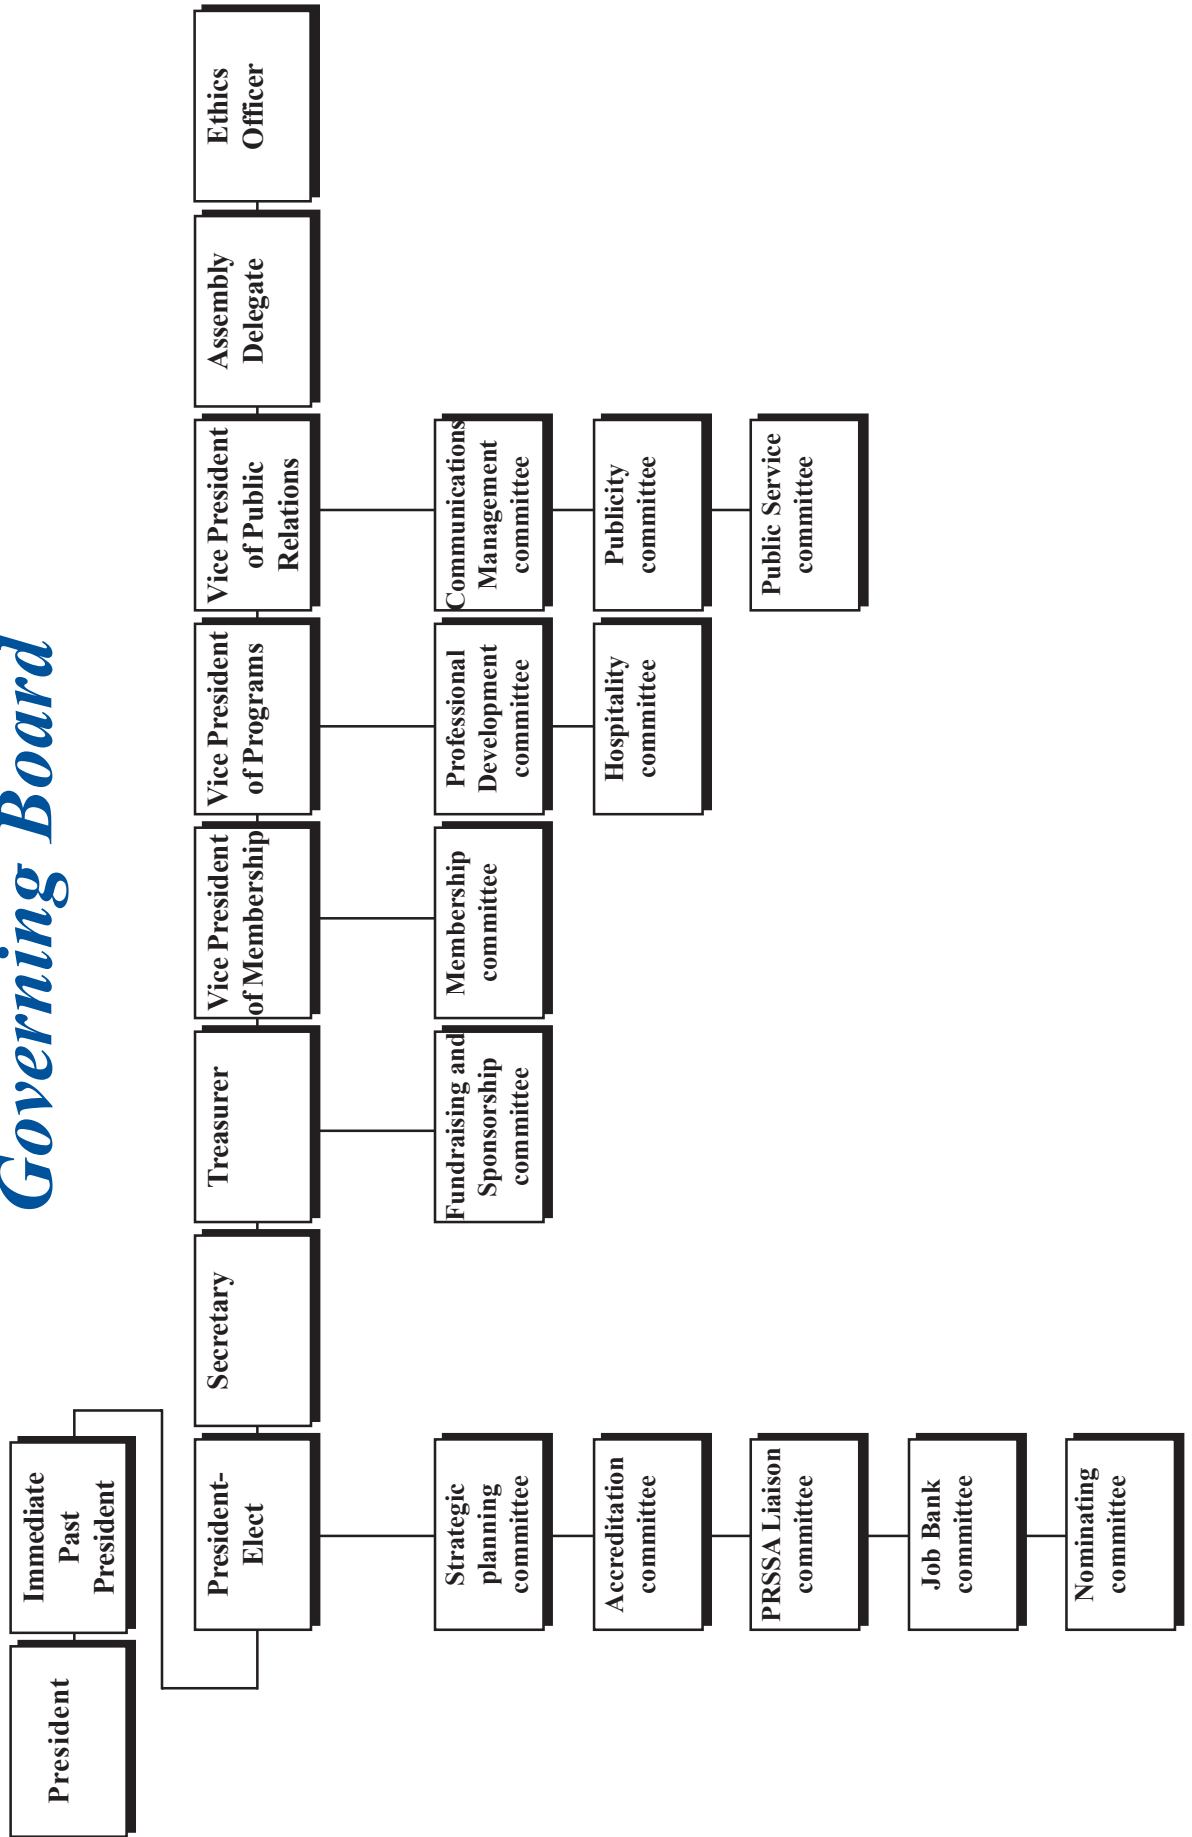 Governing Board
President
Immediate
Past
President
President-
Elect
Secretary
Treasurer
Vice President
of Membership
Vice President
of Programs
Vice President
of Public
Relations
Assembly
Delegate
Ethics
Officer
Strategic
planning
committee
Accreditation
committee
PRSSA Liaison
committee
Job Bank
committee
Nominating
committee
Fundraising and
Sponsorship
committee
Membership
committee
Professional
Development
committee
Hospitality
committee
Communications
Management
committee
Publicity
committee
Public Service
committee